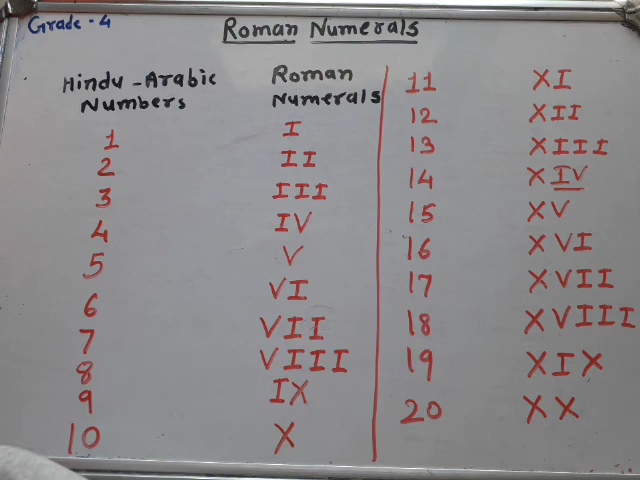 Grade - 4
Roman Numerals
Hindu-Arabic Numbers Roman Numerals
1 I
2 II
3 III
4 IV
5 V
6 VI
7 VII
8 VIII
9 IX
10 X
11 XI
12 XII
13 XIII
14 XIV
15 XV
16 XVI
17 XVII
18 XVIII
19 XIX
20 XX